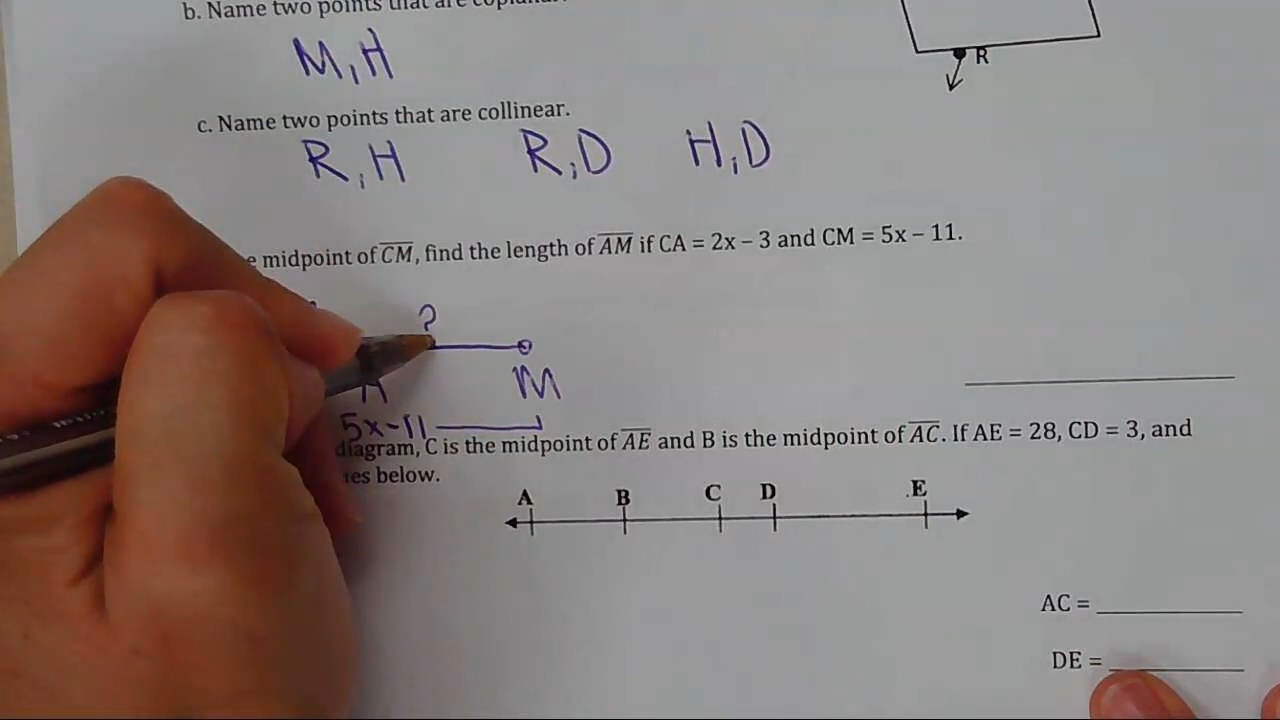 b. Name two points that are coplanar
M, H
R
c. Name two points that are collinear.
R, H R, D H, D
midpoint of CM, find the length of AM if CA = 2x – 3 and CM = 5x – 11.
?
A M
5x-11
diagram, C is the midpoint of AE and B is the midpoint of AC. If AE = 28, CD = 3, and
below.
A B C D E
AC =
DE =